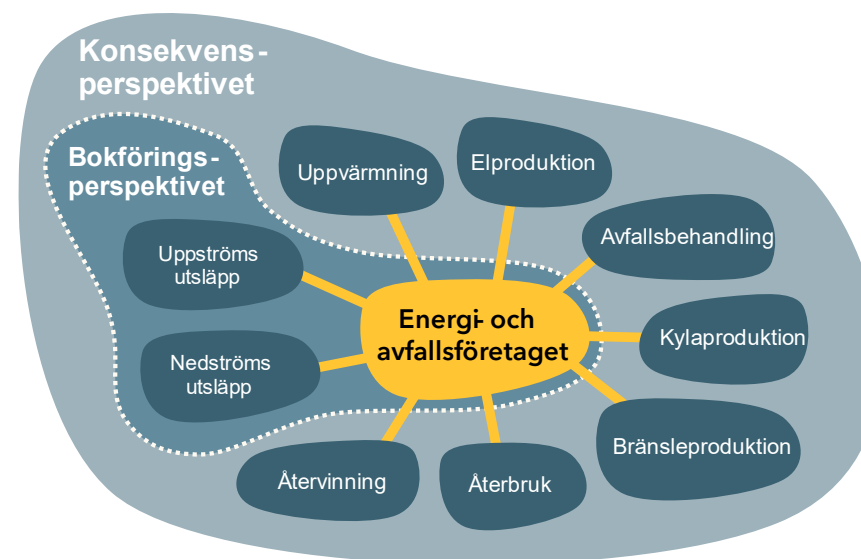 Konsekvens-
perspektivet
Bokförings-
perspektivet
Uppvärmning
Elproduktion
Avfallsbehandling
Uppströms
utsläpp
Energi- och
avfallsföretaget
Kylaproduktion
Nedströms
utsläpp
Bränsleproduktion
Återvinning
Återbruk